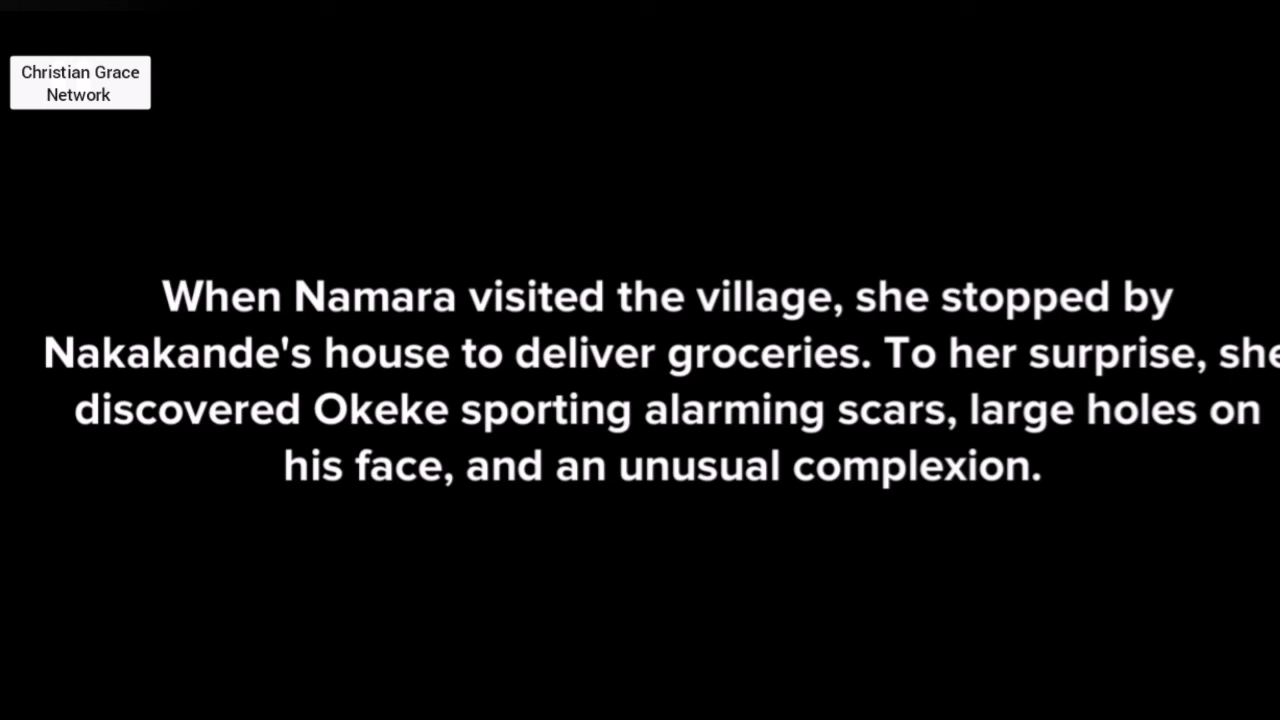 Christian Grace
Network
When Namara visited the village, she stopped by
Nakakande's house to deliver groceries. To her surprise, she
discovered Okeke sporting alarming scars, large holes on
his face, and an unusual complexion.